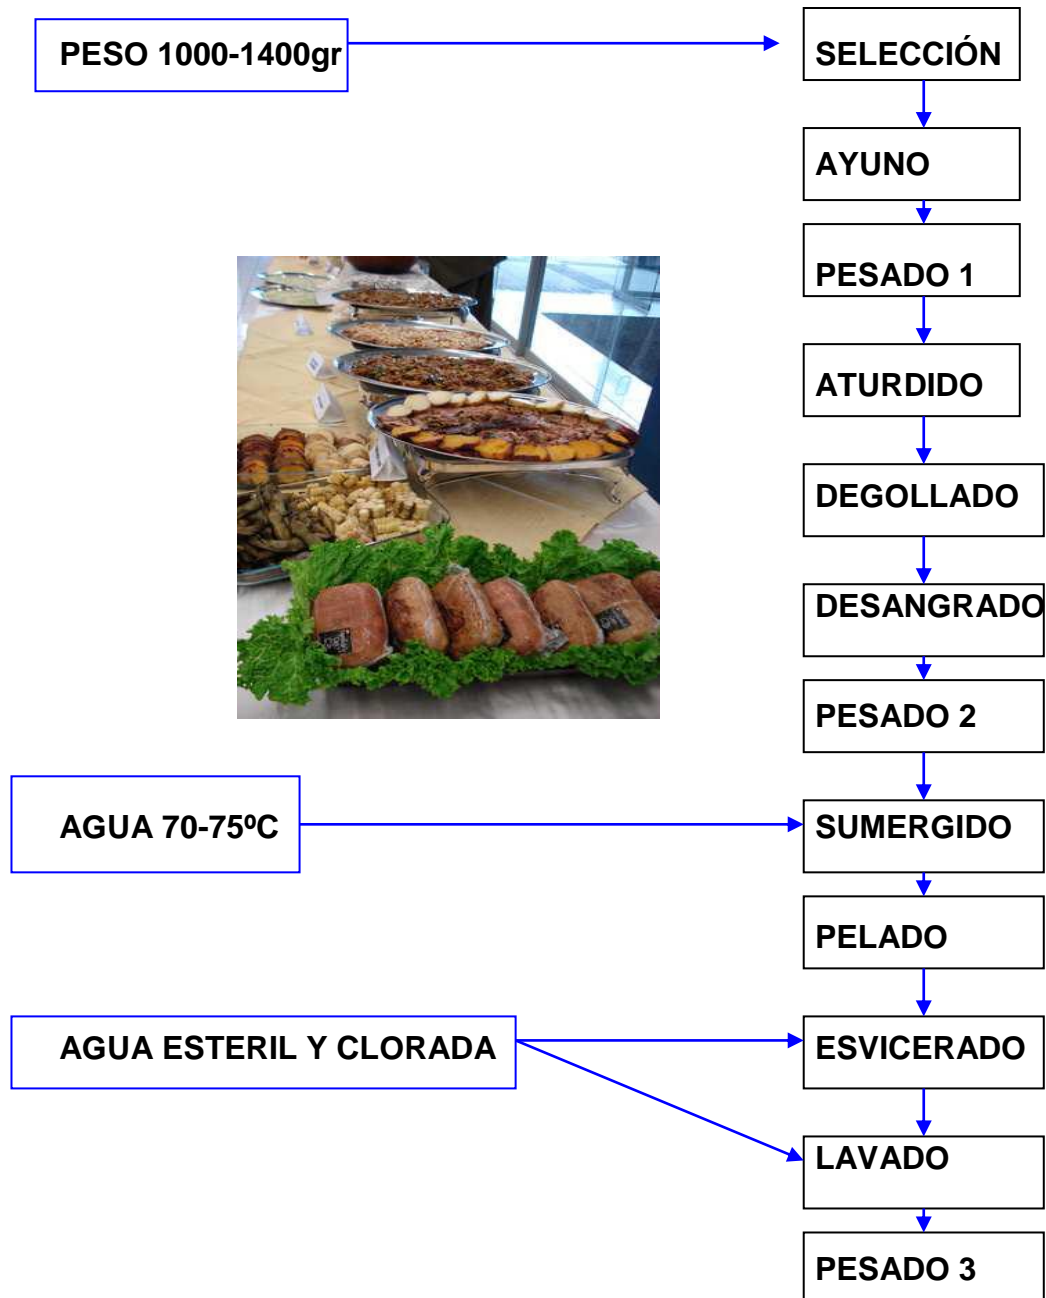 PESO 1000-1400gr
SELECCIÓN
AYUNO
PESADO 1
ATURDIDO
DEGOLLADO
DESANGRADO
PESADO 2
AGUA 70-75ºC
SUMERGIDO
PELADO
AGUA ESTERIL Y CLORADA
ESVICERADO
LAVADO
PESADO 3